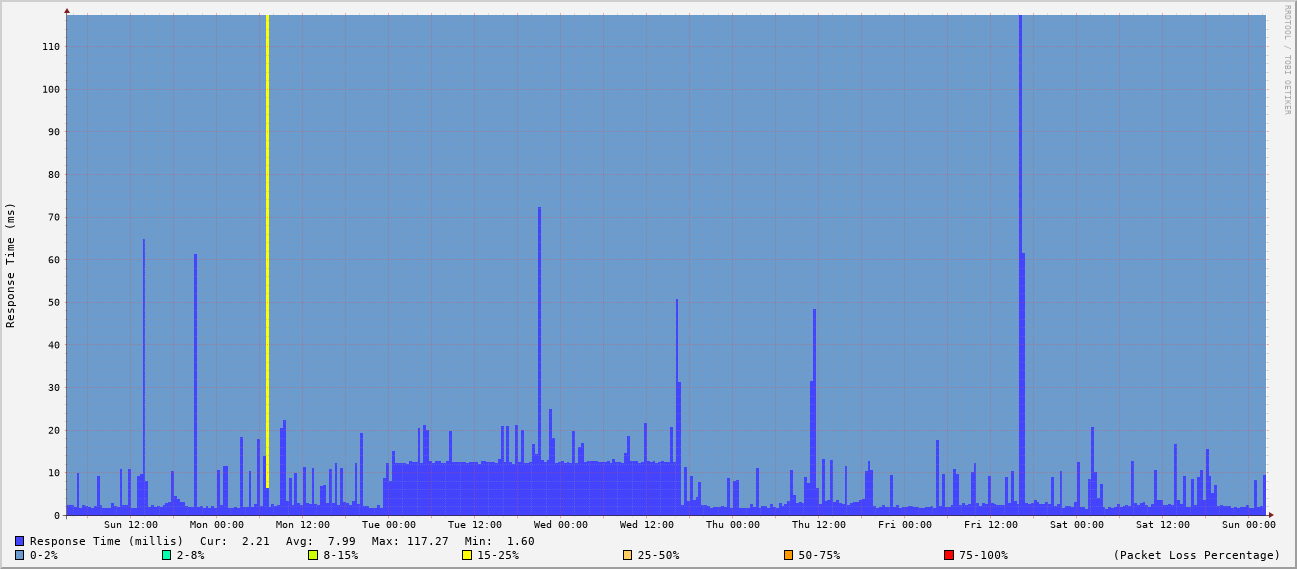 RRDTOOL / TOBI OETIKER
Response Time (ms)
110
100
90
80
70
60
50
40
30
20
10
0
Sun 12:00 Mon 00:00 Mon 12:00 Tue 00:00 Tue 12:00 Wed 00:00 Wed 12:00 Thu 00:00 Thu 12:00 Fri 00:00 Fri 12:00 Sat 00:00 Sat 12:00 Sun 00:00
Response Time (millis) Cur: 2.21 Avg: 7.99 Max: 117.27 Min: 1.60
0-2% 2-8% 8-15% 15-25% 25-50% 50-75% 75-100% (Packet Loss Percentage)